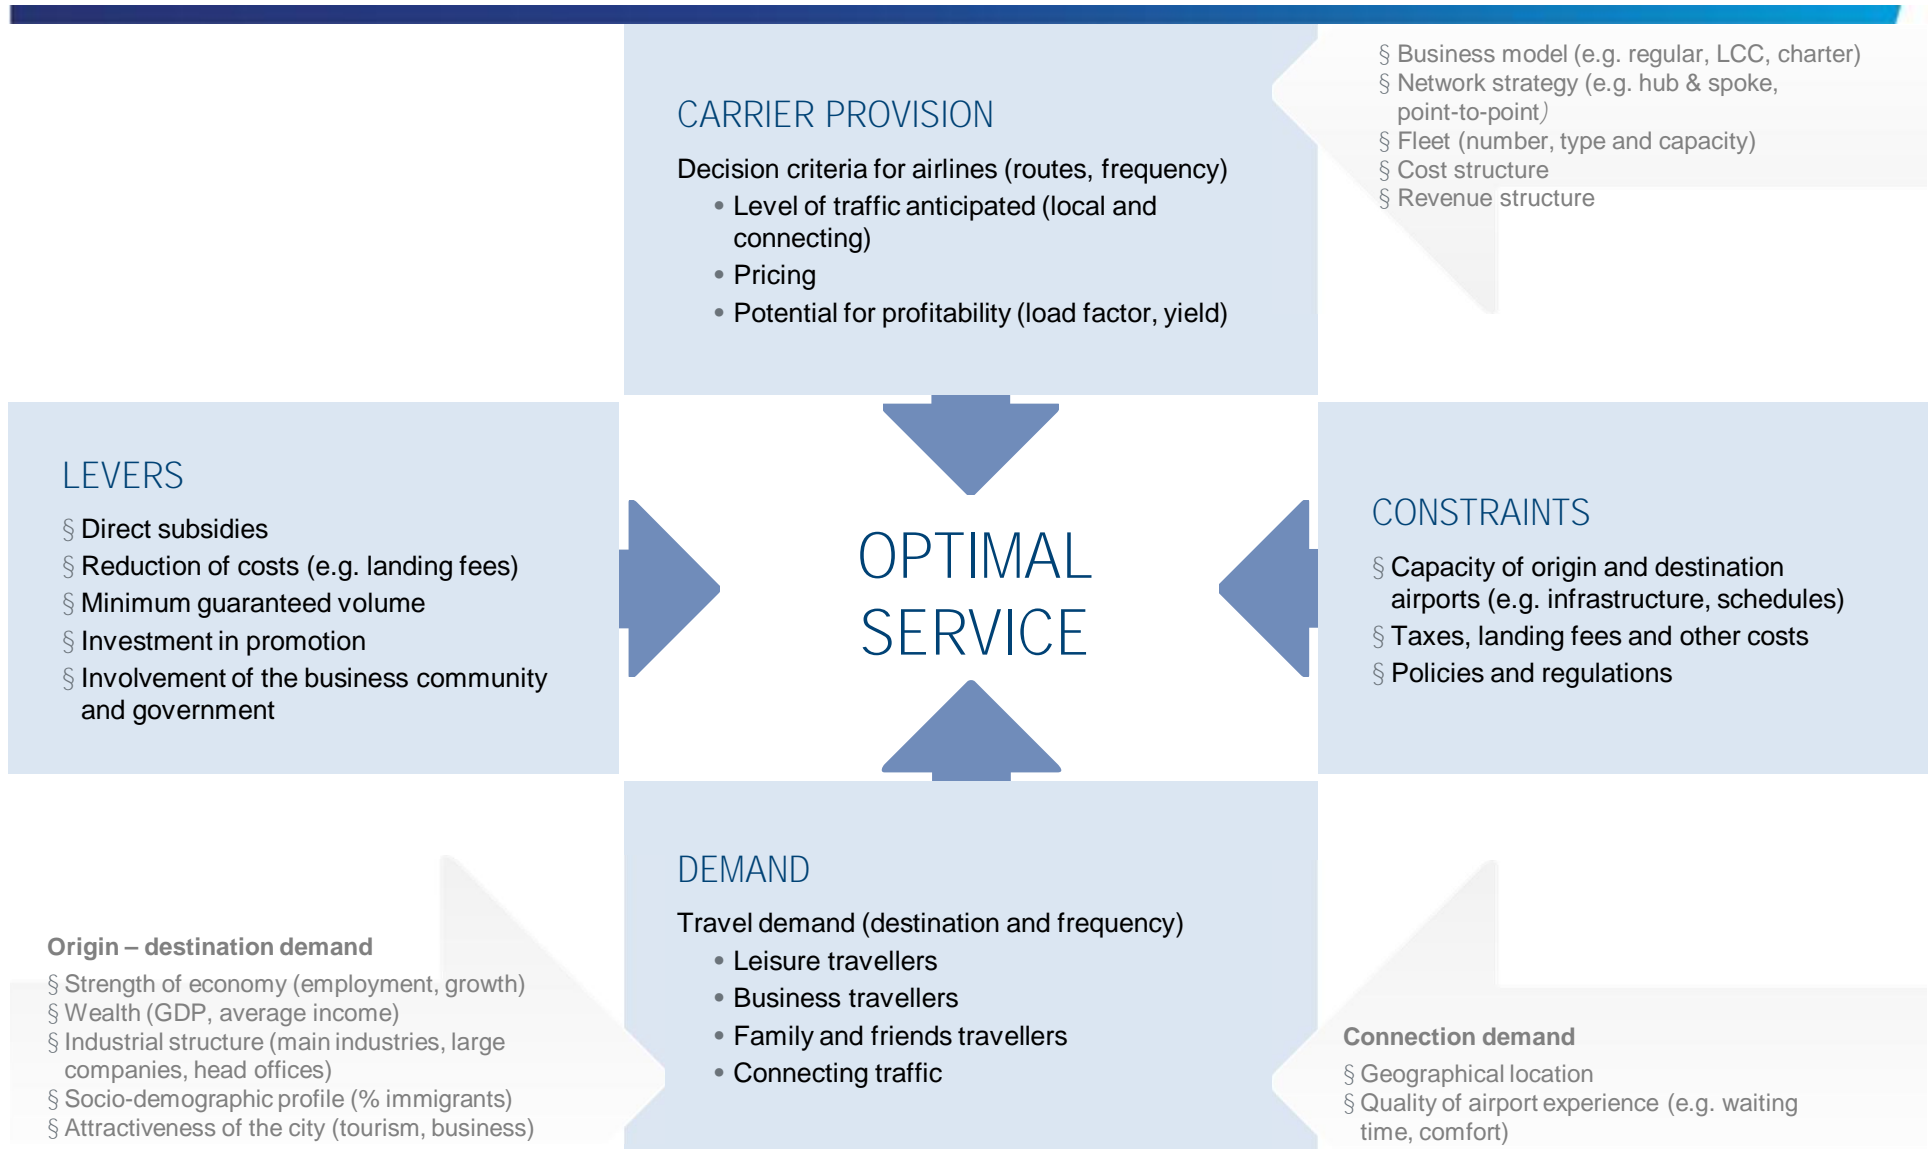 CARRIER PROVISION
Decision criteria for airlines (routes, frequency)
• Level of traffic anticipated (local and
connecting)
• Pricing
• Potential for profitability (load factor, yield)
§ Business model (e.g. regular, LCC, charter)
§ Network strategy (e.g. hub & spoke,
point-to-point)
§ Fleet (number, type and capacity)
§ Cost structure
§ Revenue structure
LEVERS
§ Direct subsidies
§ Reduction of costs (e.g. landing fees)
§ Minimum guaranteed volume
§ Investment in promotion
§ Involvement of the business community
and government
OPTIMAL
SERVICE
CONSTRAINTS
§ Capacity of origin and destination
airports (e.g. infrastructure, schedules)
§ Taxes, landing fees and other costs
§ Policies and regulations
Origin – destination demand
§ Strength of economy (employment, growth)
§ Wealth (GDP, average income)
§ Industrial structure (main industries, large
companies, head offices)
§ Socio-demographic profile (% immigrants)
§ Attractiveness of the city (tourism, business)
DEMAND
Travel demand (destination and frequency)
• Leisure travellers
• Business travellers
• Family and friends travellers
• Connecting traffic
Connection demand
§ Geographical location
§ Quality of airport experience (e.g. waiting
time, comfort)